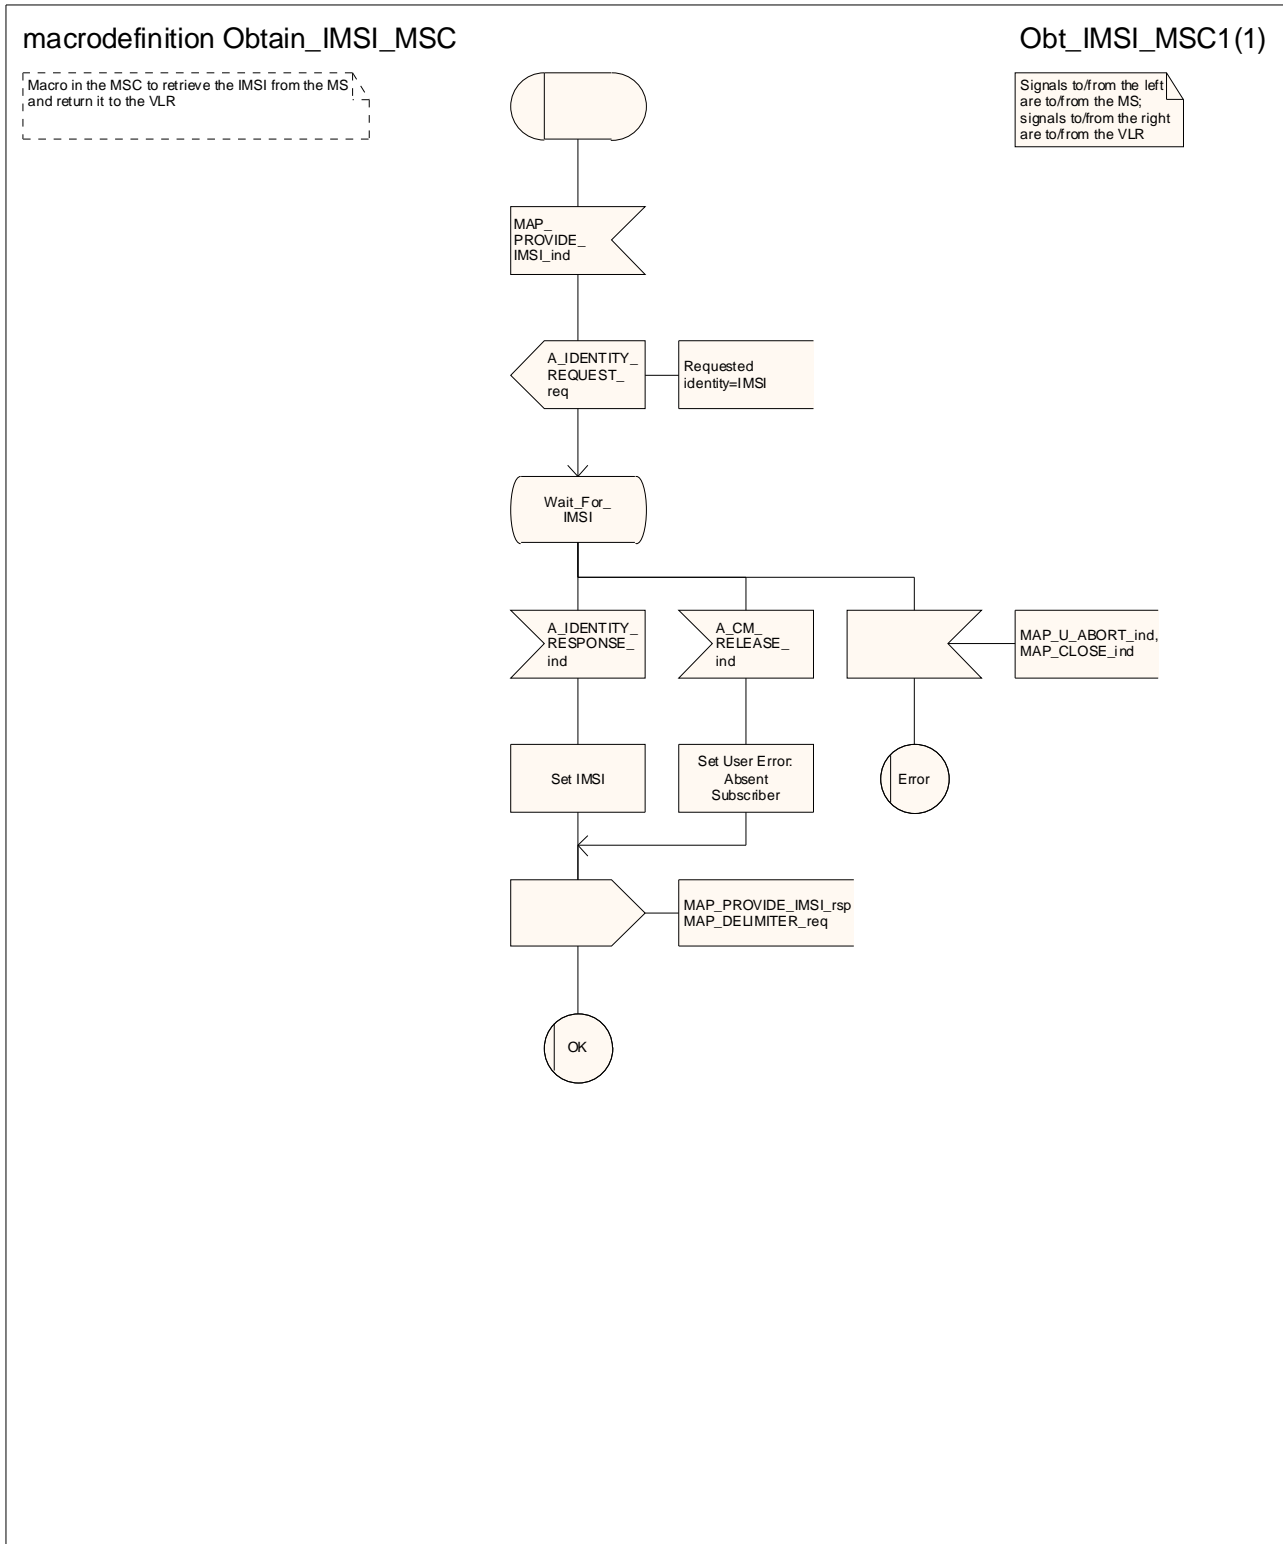 macrodefinition Obtain_IMSI_MSC
Obt_IMSI_MSC1(1)
Macro in the MSC to retrieve the IMSI from the MS
and return it to the VLR
Signals to/from the left
are to/from the MS;
signals to/from the right
are to/from the VLR
MAP_
PROVIDE_
IMSI_ind
A_IDENTITY_
REQUEST_
req
Requested
identity=IMSI
Wait_For_
IMSI
A_IDENTITY_
RESPONSE_
ind
A_CM_
RELEASE_
ind
MAP_U_ABORT_ind,
MAP_CLOSE_ind
Set IMSI
Set User Error:
Absent
Subscriber
Error
MAP_PROVIDE_IMSI_rsp
MAP_DELIMITER_req
OK